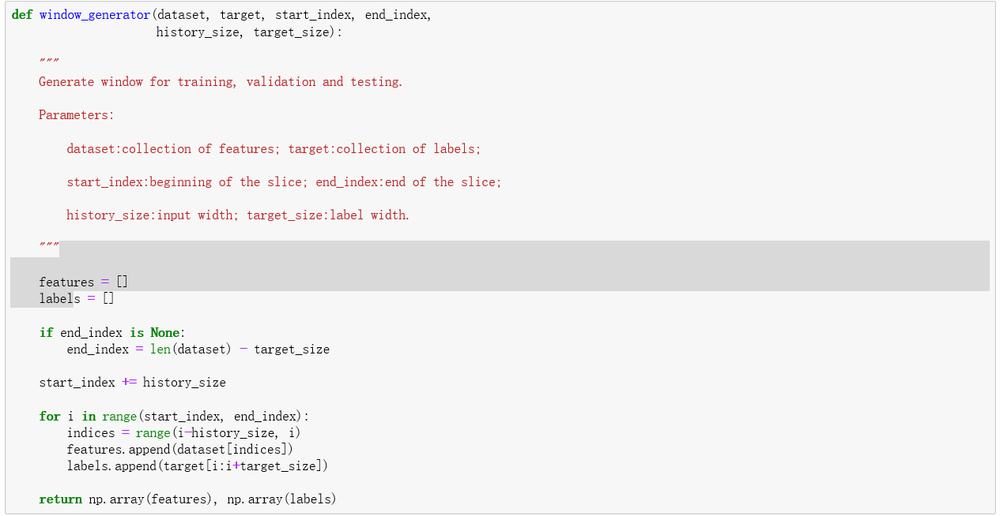 def window_generator(dataset, target, start_index, end_index,
                     history_size, target_size):
    """
    Generate window for training, validation and testing.
    Parameters:
        dataset:collection of features; target:collection of labels;
        start_index:beginning of the slice; end_index:end of the slice;
        history_size:input width; target_size:label width.
    """
    features = []
    labels = []
    if end_index is None:
        end_index = len(dataset) - target_size
    start_index += history_size
    for i in range(start_index, end_index):
        indices = range(i-history_size, i)
        features.append(dataset[indices])
        labels.append(target[i:i+target_size])
    return np.array(features), np.array(labels)